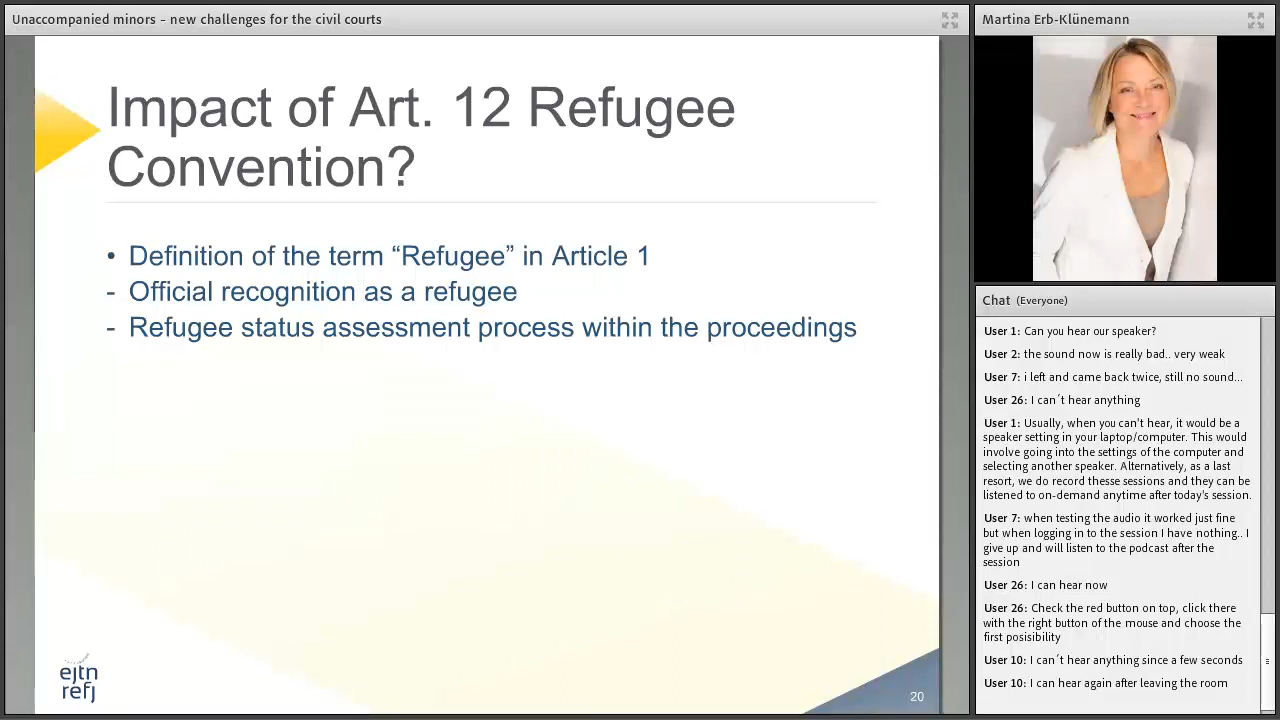 Unaccompanied minors - new challenges for the civil courts
Impact of Art. 12 Refugee
Convention?
• Definition of the term “Refugee” in Article 1
- Official recognition as a refugee
- Refugee status assessment process within the proceedings
ejtn
refj
20
Martina Erb-Klünemann
Chat (Everyone)
User 1: Can you hear our speaker?
User 2: the sound now is really bad.. very weak
User 7: i left and came back twice, still no sound...
User 26: I can´t hear anything
User 1: Usually, when you can't hear, it would be a
speaker setting in your laptop/computer. This would
involve going into the settings of the computer and
selecting another speaker. Alternatively, as a last
resort, we do record thesse sessions and they can be
listened to on-demand anytime after today's session.
User 7: when testing the audio it worked just fine
but when logging in to the session I have nothing.. I
give up and will listen to the podcast after the
session
User 26: I can hear now
User 26: Check the red button on top, click there
with the right button of the mouse and choose the
first posisibility
User 10: I can´t hear anything since a few seconds
User 10: I can hear again after leaving the room